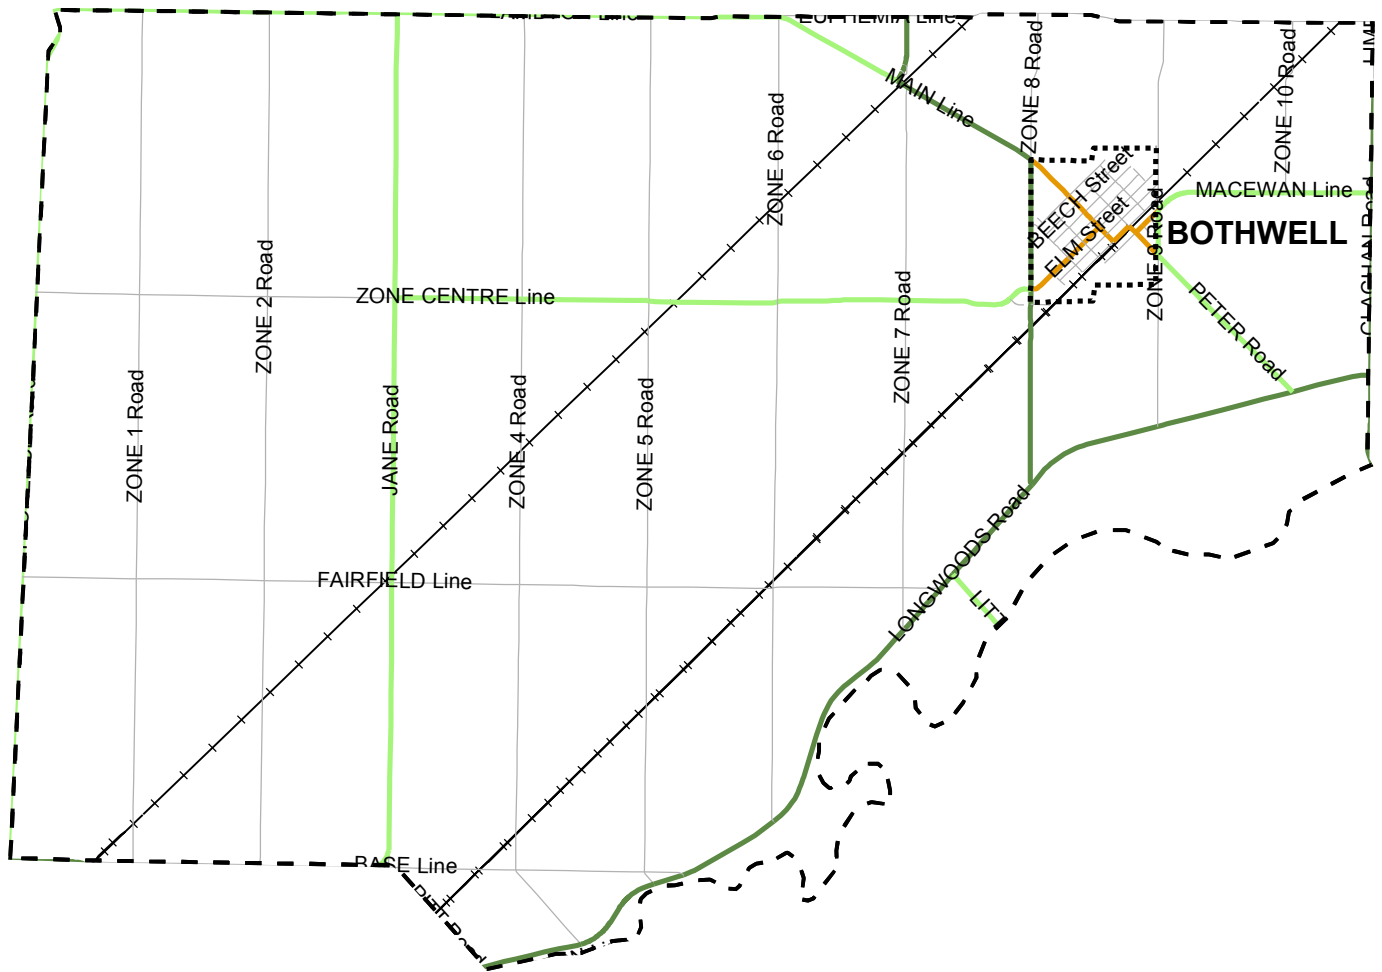 EUPHEMIA Line
MAIN Line
ZONE 8 Road
ZONE 10 Road
ZONE 6 Road
BEECH Street
ELM Street
MACEWAN Line
BOTHWELL
ZONE 9 Road
ZONE 2 Road
ZONE CENTRE Line
ZONE 7 Road
PETER Road
ZONE 1 Road
JANE Road
ZONE 4 Road
ZONE 5 Road
LONGWOODS Road
FAIRFIELD Line
BASE Line